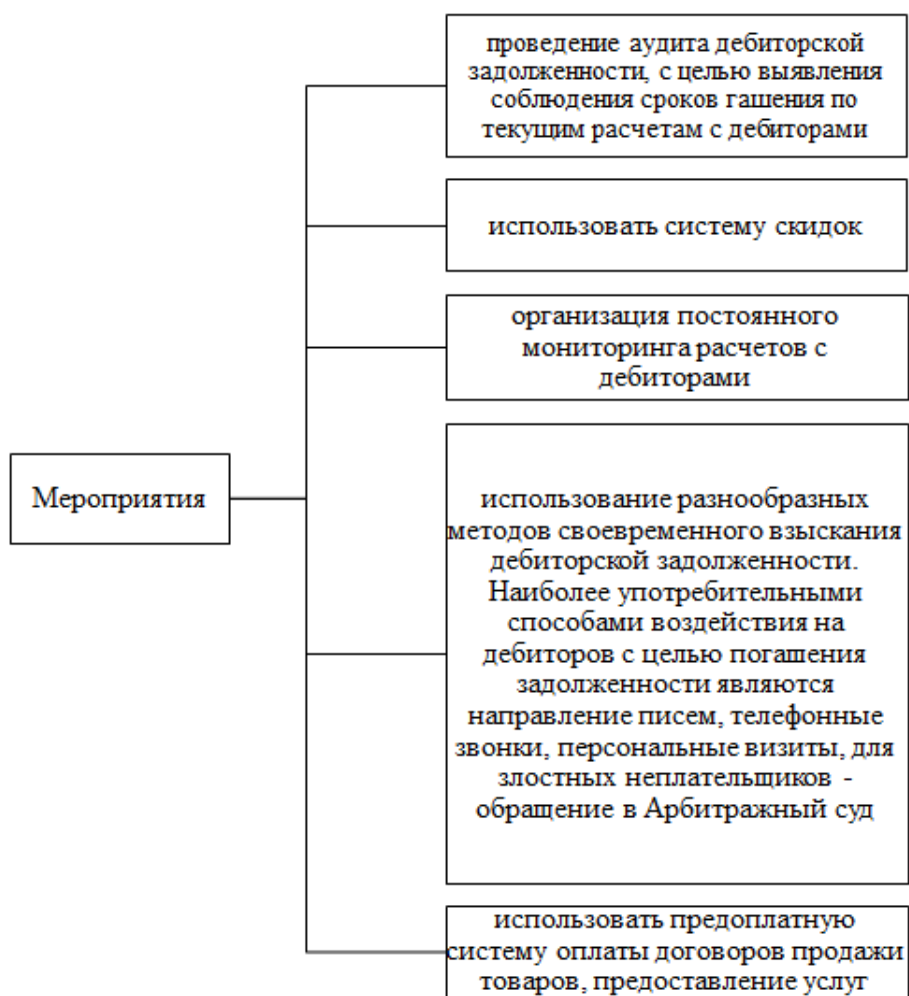 проведение аудита дебиторской
задолженности, с целью выявления
соблюдения сроков гашения по
текущим расчетам с дебиторами
использовать систему скидок
организация постоянного
мониторинга расчетов с
дебиторами
Мероприятия
использование разнообразных
методов своевременного взыскания
дебиторской задолженности.
Наиболее употребительными
способами воздействия на
дебиторов с целью погашения
задолженности являются
направление писем, телефонные
звонки, персональные визиты, для
злостных неплательщиков -
обращение в Арбитражный суд
использовать предоплатную
систему оплаты договоров продажи
товаров, предоставление услуг